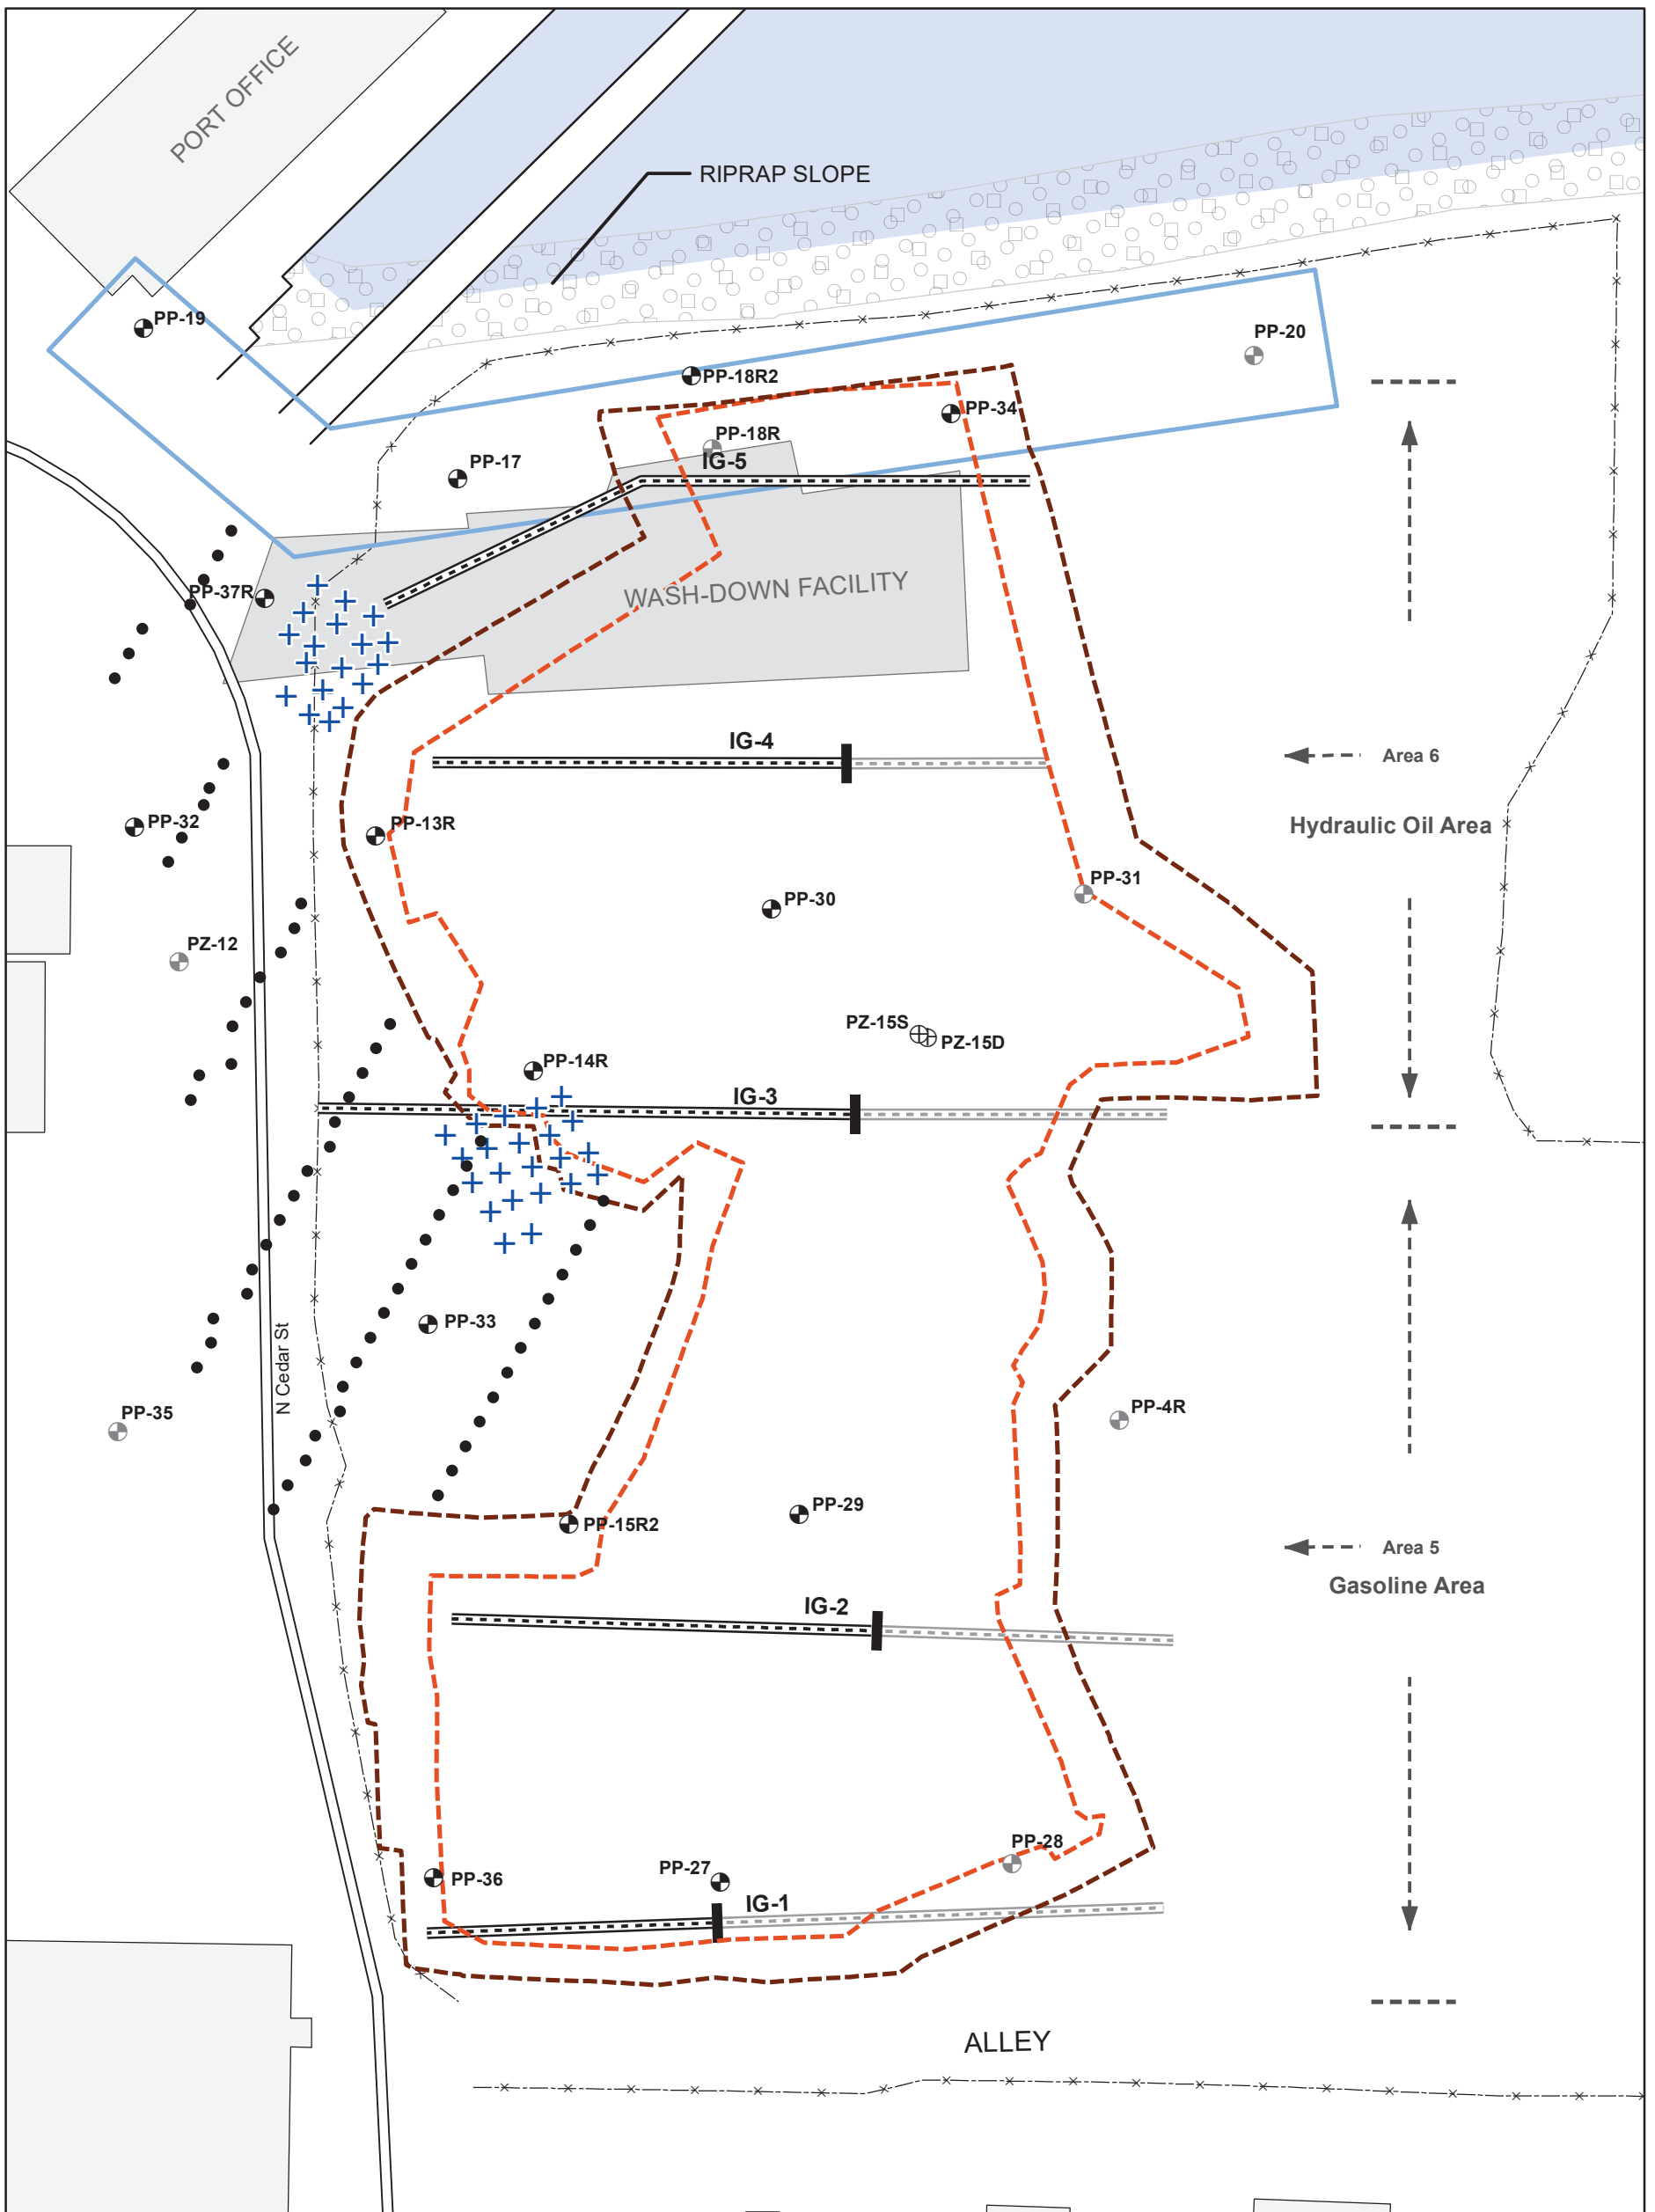 PORT OFFICE
RIPRAP SLOPE
PP-19
PP-20
PP-18R2
PP-34
PP-18R
IG-5
PP-17
PP-37R
WASH-DOWN FACILITY
IG-4
Area 6
PP-32
PP-13R
Hydraulic Oil Area
PP-31
PP-30
PZ-12
PZ-15S
PZ-15D
PP-14R
IG-3
PP-33
N Cedar St
PP-35
PP-4R
PP-29
PP-15R2
Area 5
Gasoline Area
IG-2
PP-28
PP-27
PP-36
IG-1
ALLEY